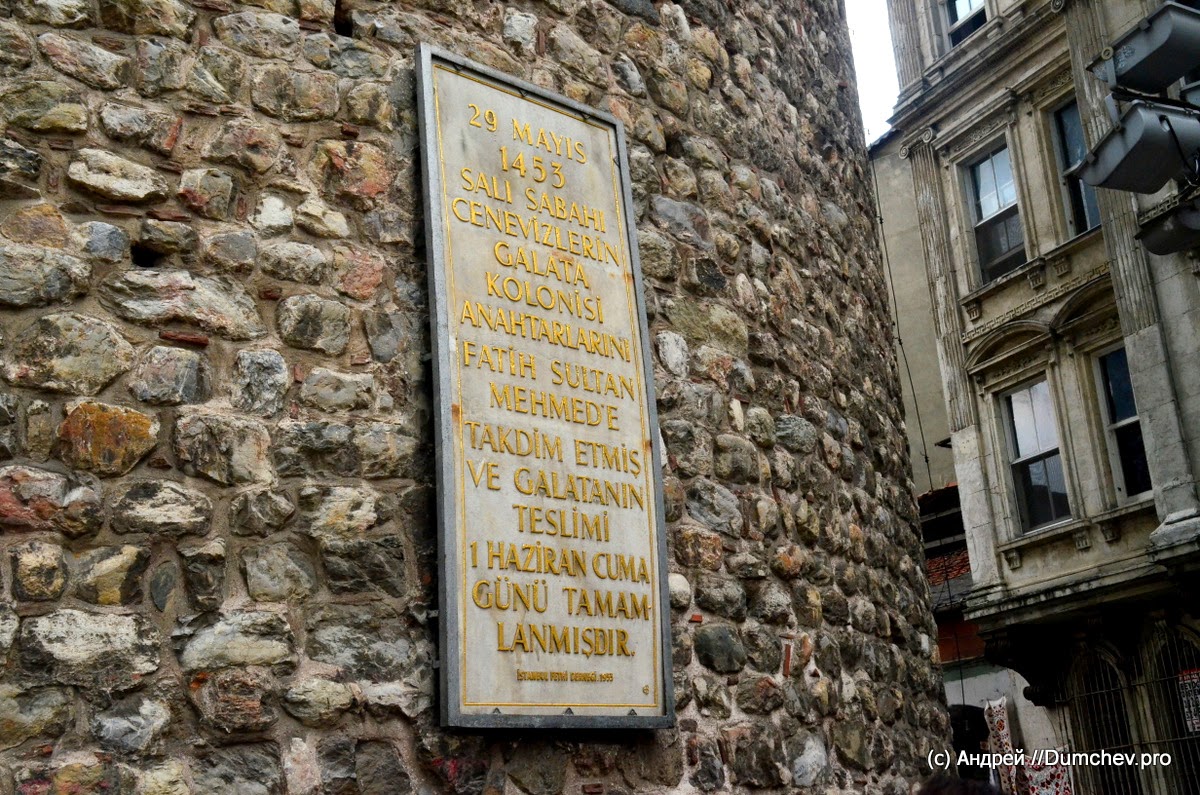 29 MAYIS
1453
SALI SABAHI
CENEVİZLERİN
GALATA
KOLONİSİ
ANAHTARLARINI
FATİH SULTAN
MEHMED'E
TAKDİM ETMİŞ
VE GALATANIN
TESLİMİ
1 HAZİRAN CUMA
GÜNÜ TAMAM-
LANMIŞDIR.
İSTANBUL FETHİ DERNEĞİ. 1953
(c) Андрей //Dumchev.pro